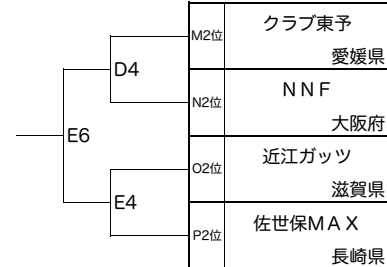 M2位
クラブ東予
愛媛県
D4
N2位
ＮＮＦ
大阪府
E6
O2位
近江ガッツ
滋賀県
E4
P2位
佐世保ＭＡＸ
長崎県